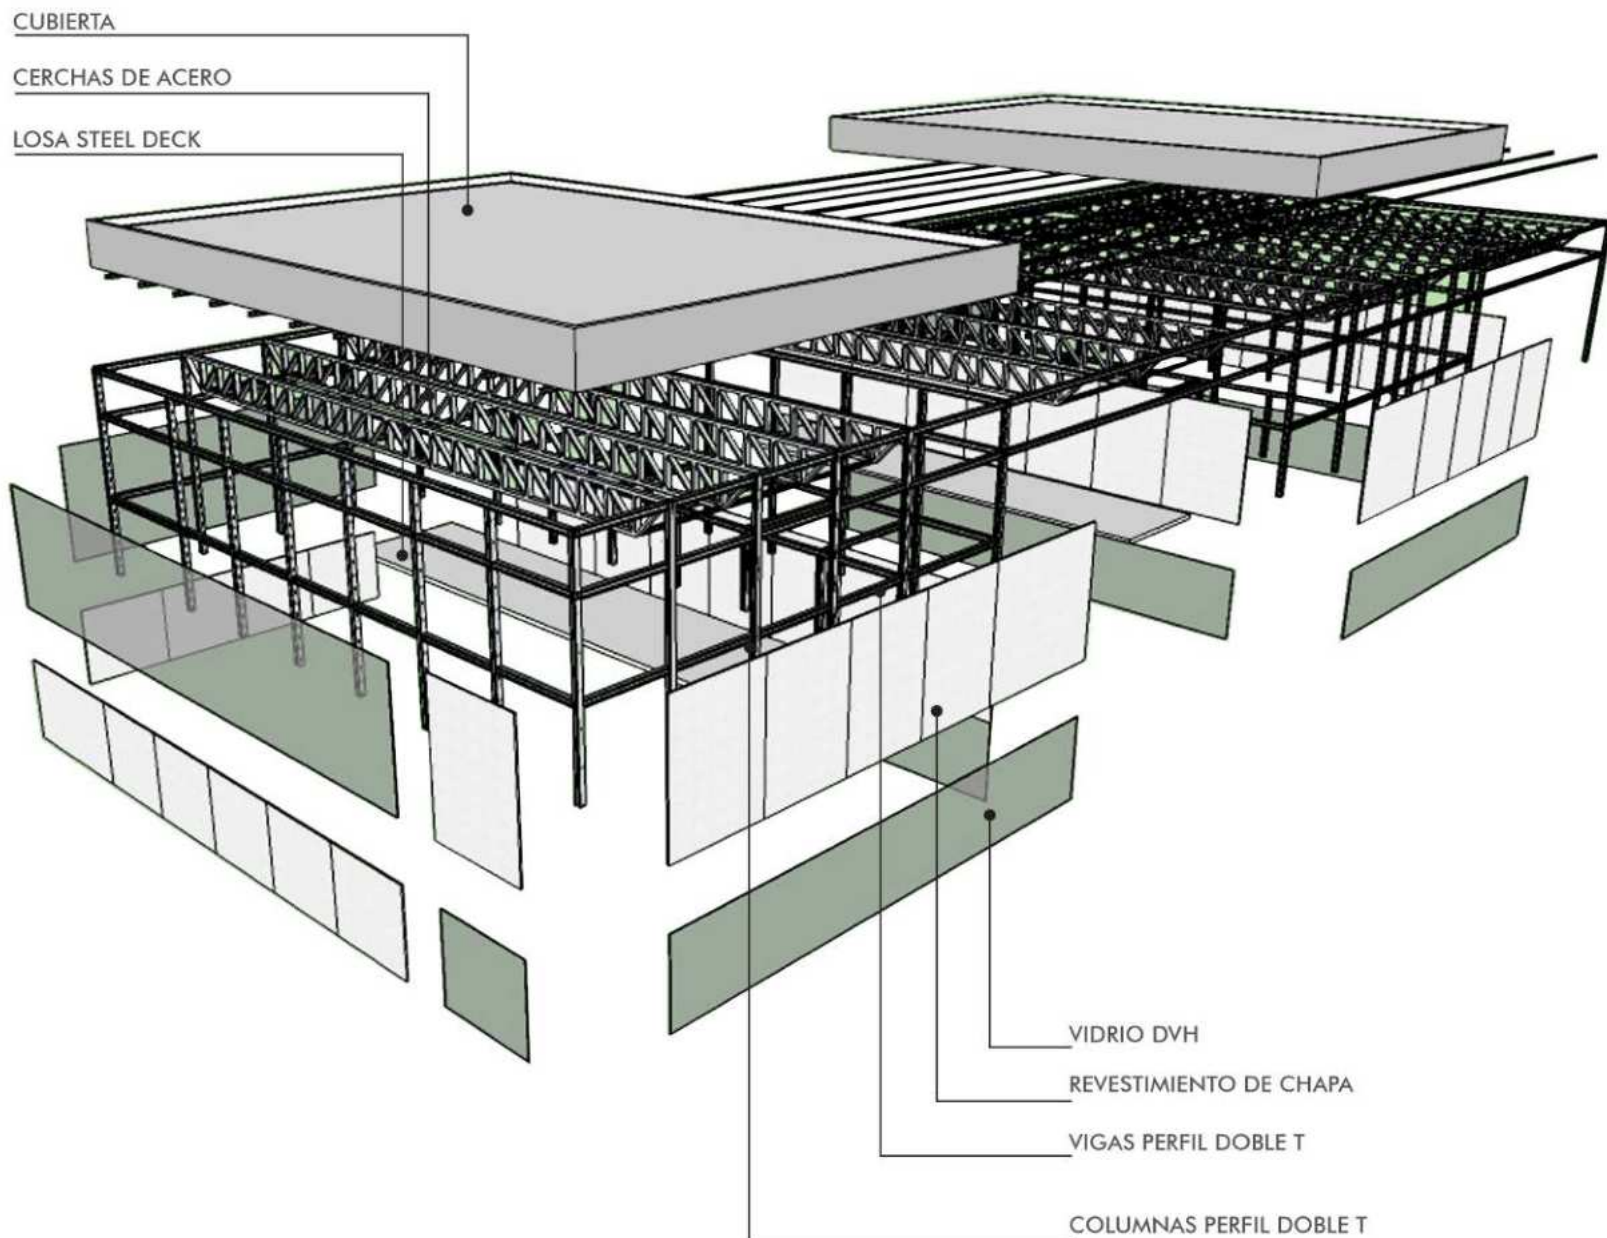 CUBIERTA
CERCHAS DE ACERO
LOSA STEEL DECK
VIDRIO DVH
REVESTIMIENTO DE CHAPA
VIGAS PERFIL DOBLE T
COLUMNAS PERFIL DOBLE T